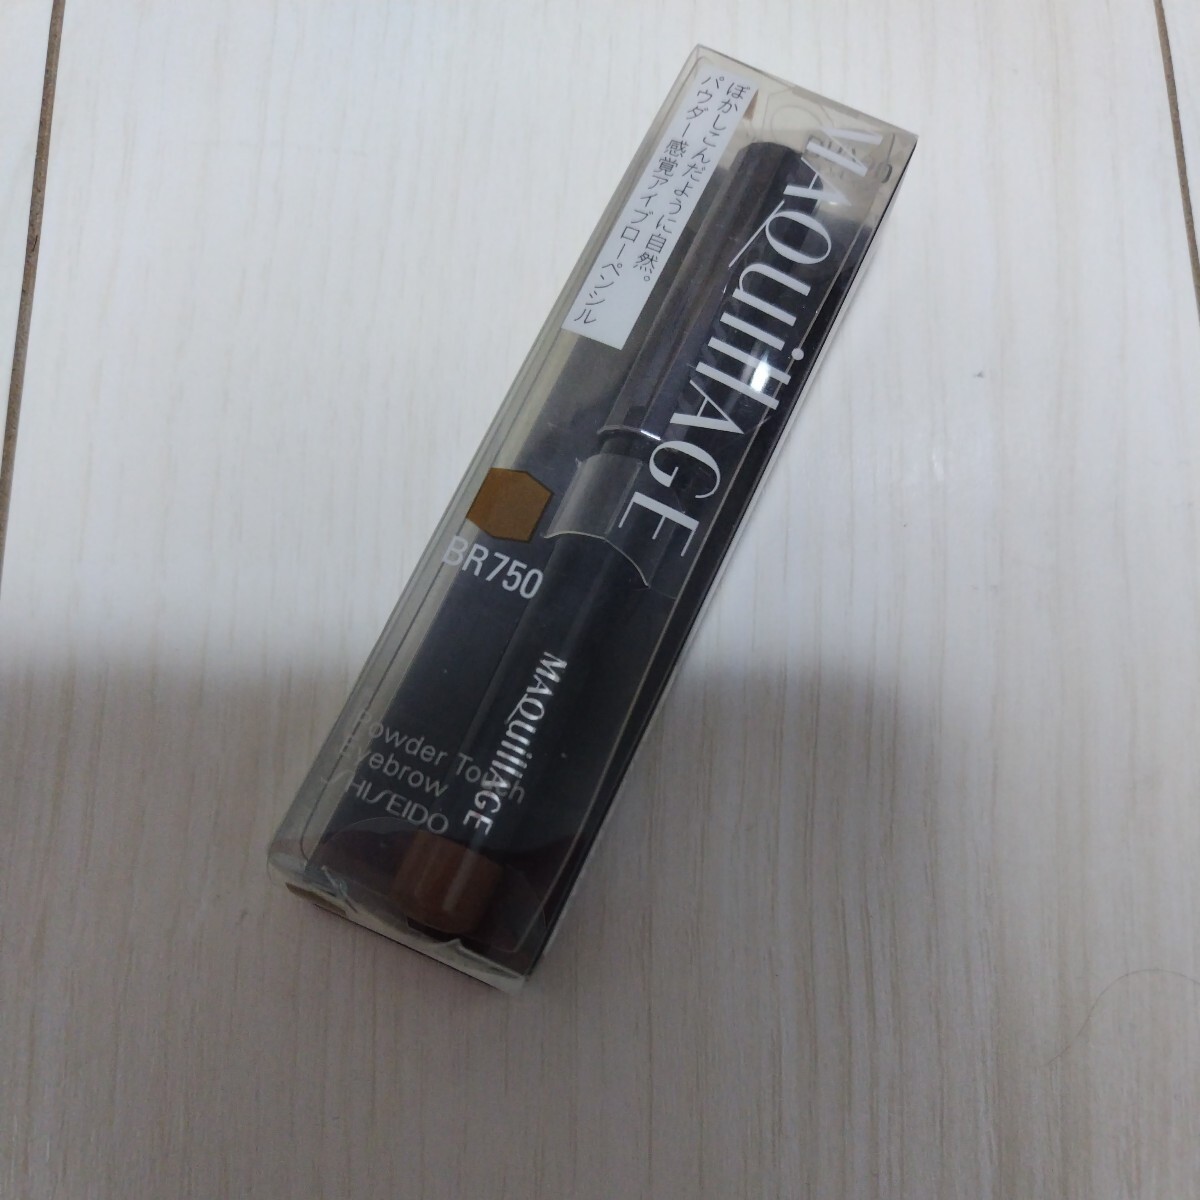 ぼかしこんだように自然。
パウダー感覚アイブローペンシル
MAQuillAGE
BR750
MAQuillAGE
Powder Touch
Eyebrow
SHISEIDO